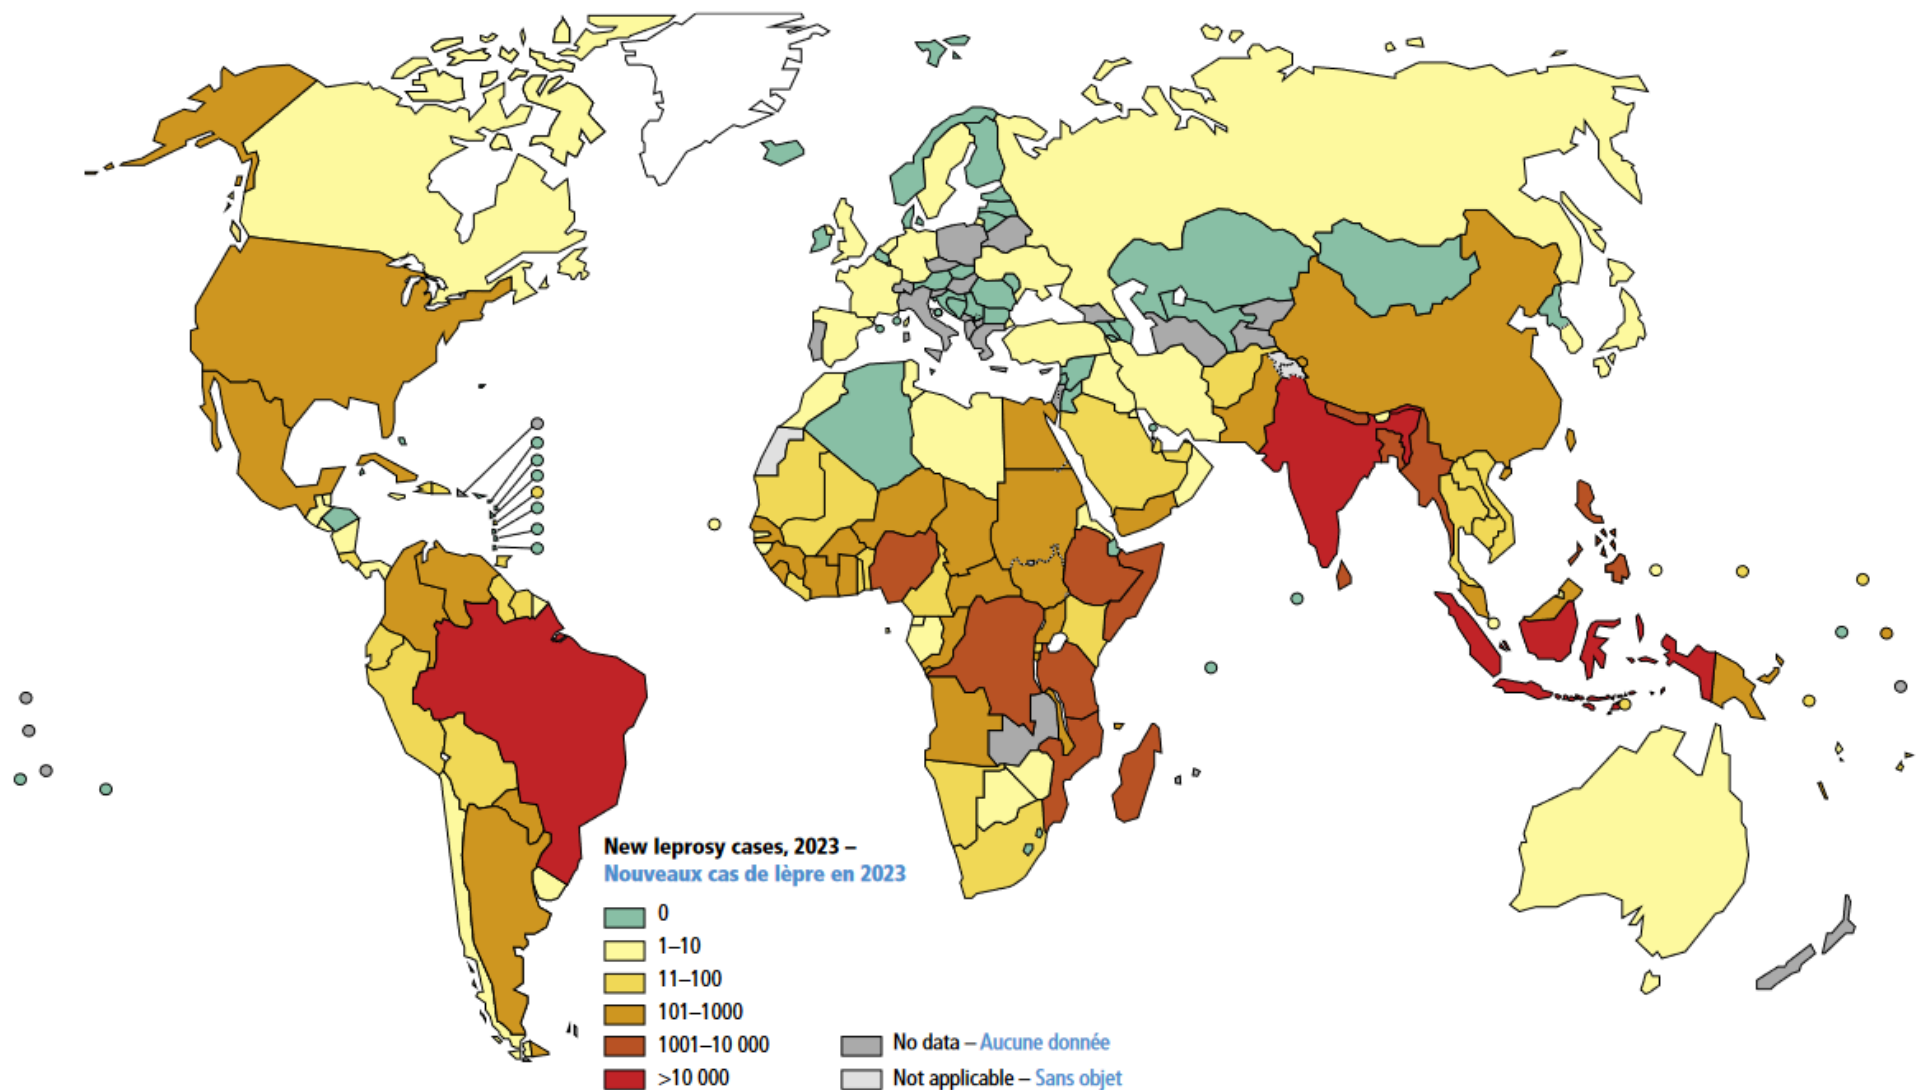 New leprosy cases, 2023 –
Nouveaux cas de lèpre en 2023
0
1–10
11–100
101–1000
1001–10 000
>10 000
No data – Aucune donnée
Not applicable – Sans objet